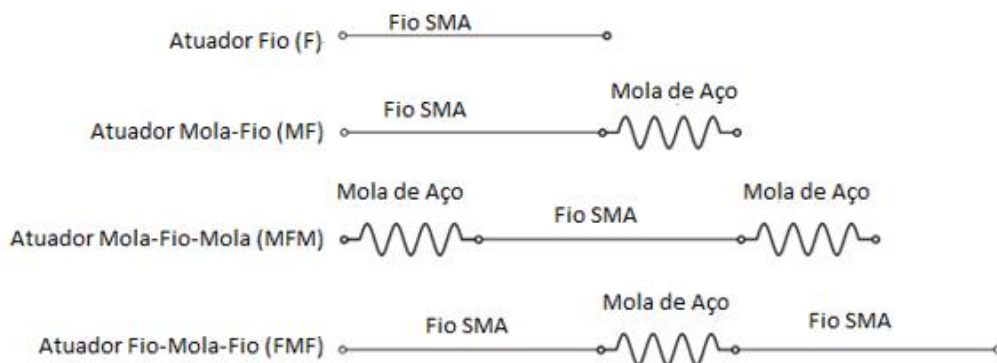 Atuador Fio (F) Fio SMA
Atuador Mola-Fio (MF) Fio SMA Mola de Aço
Mola de Aço Mola de Aço
Atuador Mola-Fio-Mola (MFM) Fio SMA
Mola de Aço
Atuador Fio-Mola-Fio (FMF) Fio SMA Fio SMA